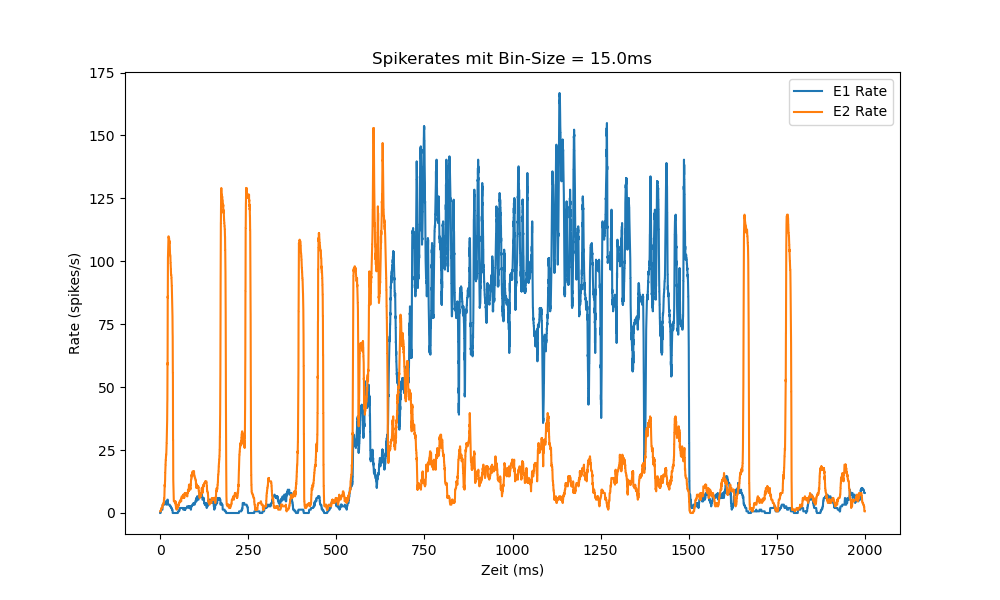 Spikerates mit Bin-Size = 15.0ms
E1 Rate
E2 Rate
Rate (spikes/s)
175
150
125
100
75
50
25
0
0 250 500 750 1000 1250 1500 1750 2000
Zeit (ms)